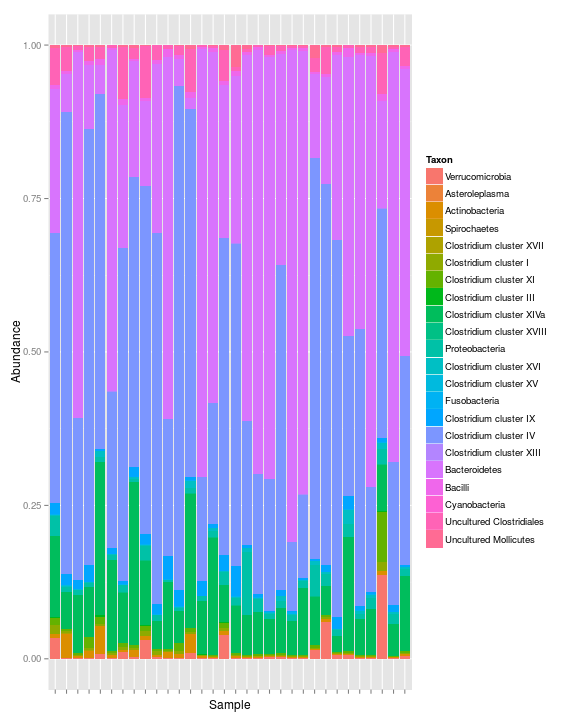 1.00
0.75
0.50
0.25
0.00
Abundance
Sample
Taxon
Verrucomicrobia
Asteroleplasma
Actinobacteria
Spirochaetes
Clostridium cluster XVII
Clostridium cluster I
Clostridium cluster XI
Clostridium cluster III
Clostridium cluster XIVa
Clostridium cluster XVIII
Proteobacteria
Clostridium cluster XVI
Clostridium cluster XV
Fusobacteria
Clostridium cluster IX
Clostridium cluster IV
Clostridium cluster XIII
Bacteroidetes
Bacilli
Cyanobacteria
Uncultured Clostridiales
Uncultured Mollicutes